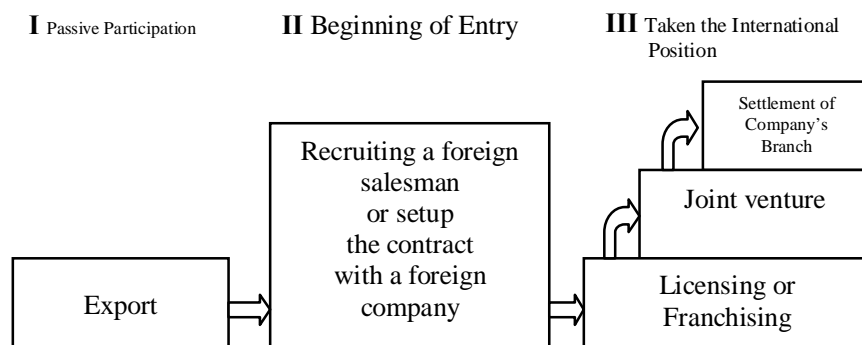 I Passive Participation
II Beginning of Entry
III Taken the International
Position
Export
Recruiting a foreign
salesman
or setup
the contract
with a foreign
company
Settlement of
Company’s
Branch
Joint venture
Licensing or
Franchising